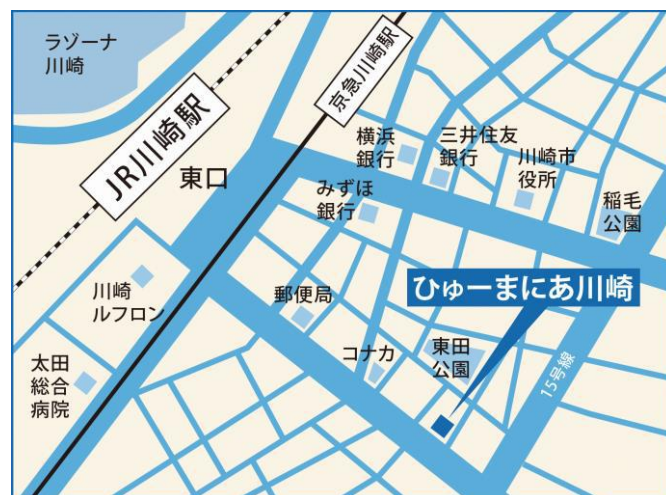 ラゾーナ
川崎
JR川崎駅
京急川崎駅
東口
横浜
銀行
三井住友
銀行
川崎市
役所
稲毛
公園
みずほ
銀行
川崎
ルフロン
郵便局
ひゅーまにあ川崎
コナカ
東田
公園
太田
総合
病院
15号線